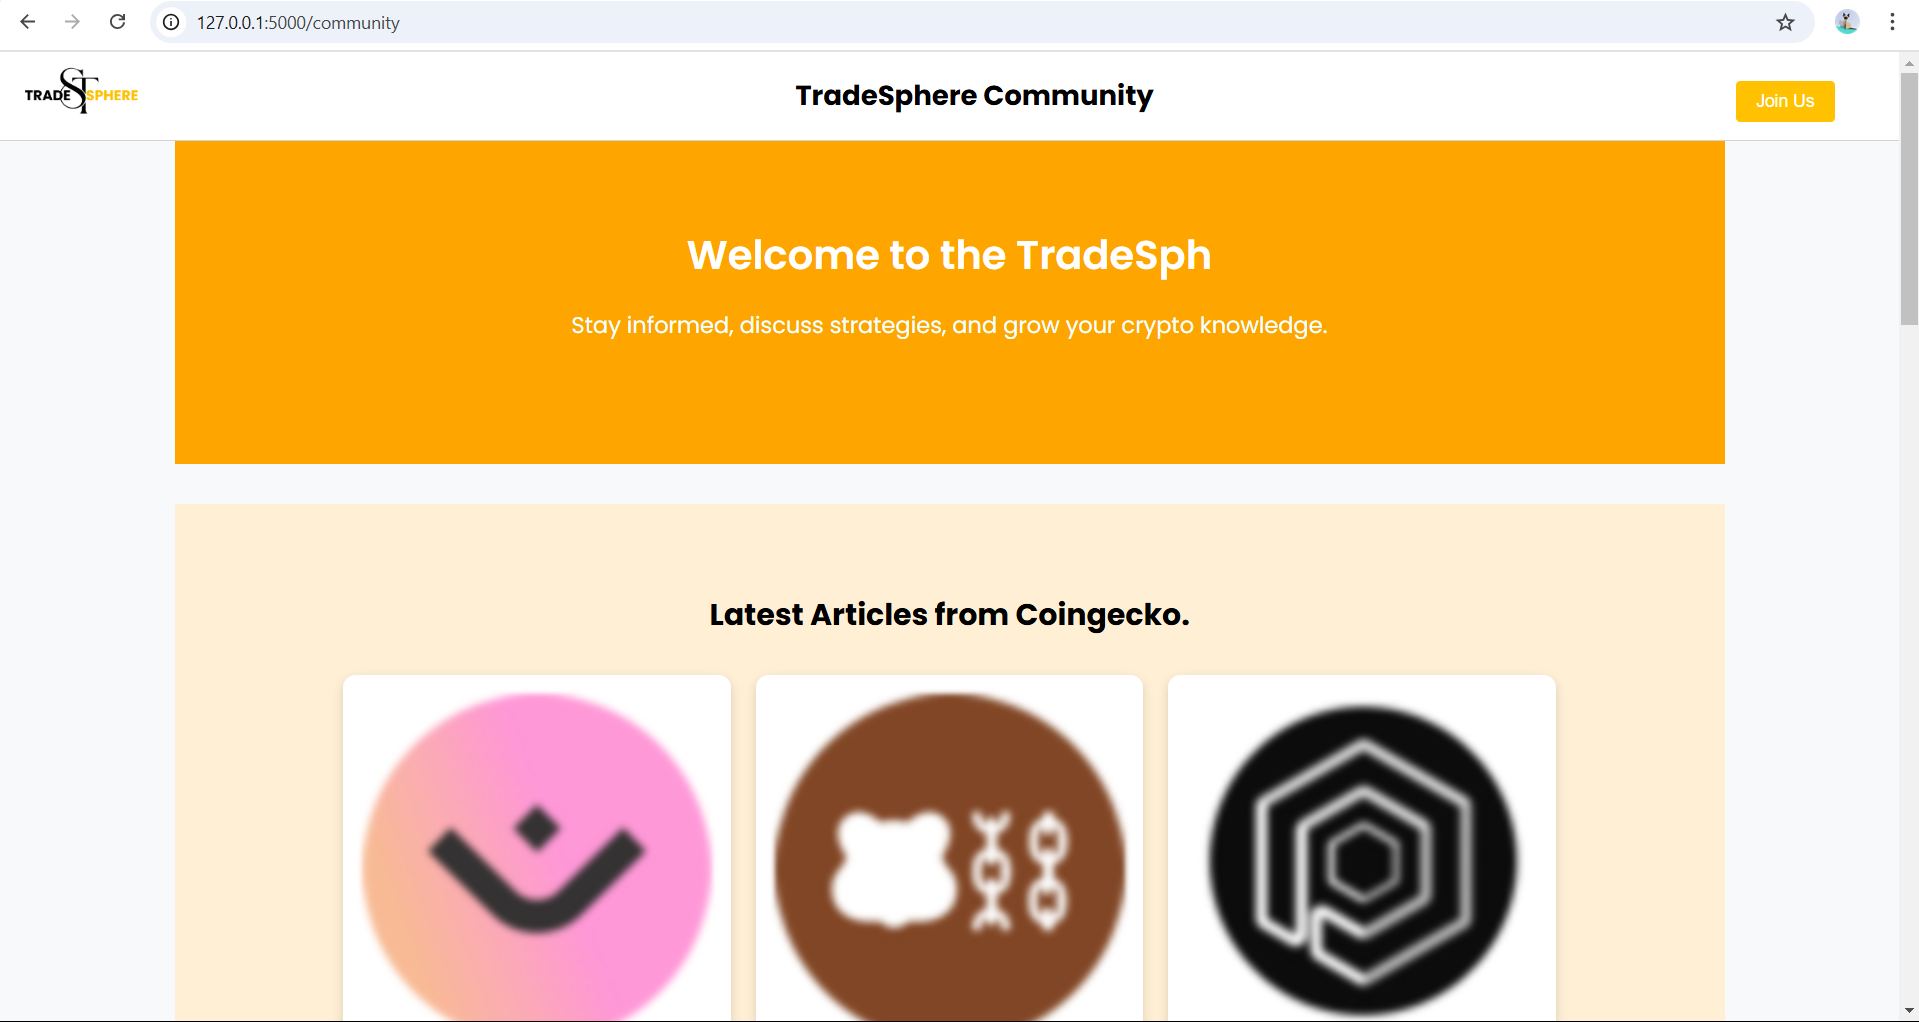 127.0.0.1:5000/community
TRADE ST SPHERE
TradeSphere Community
Join Us
Welcome to the TradeSph
Stay informed, discuss strategies, and grow your crypto knowledge.
Latest Articles from Coingecko.